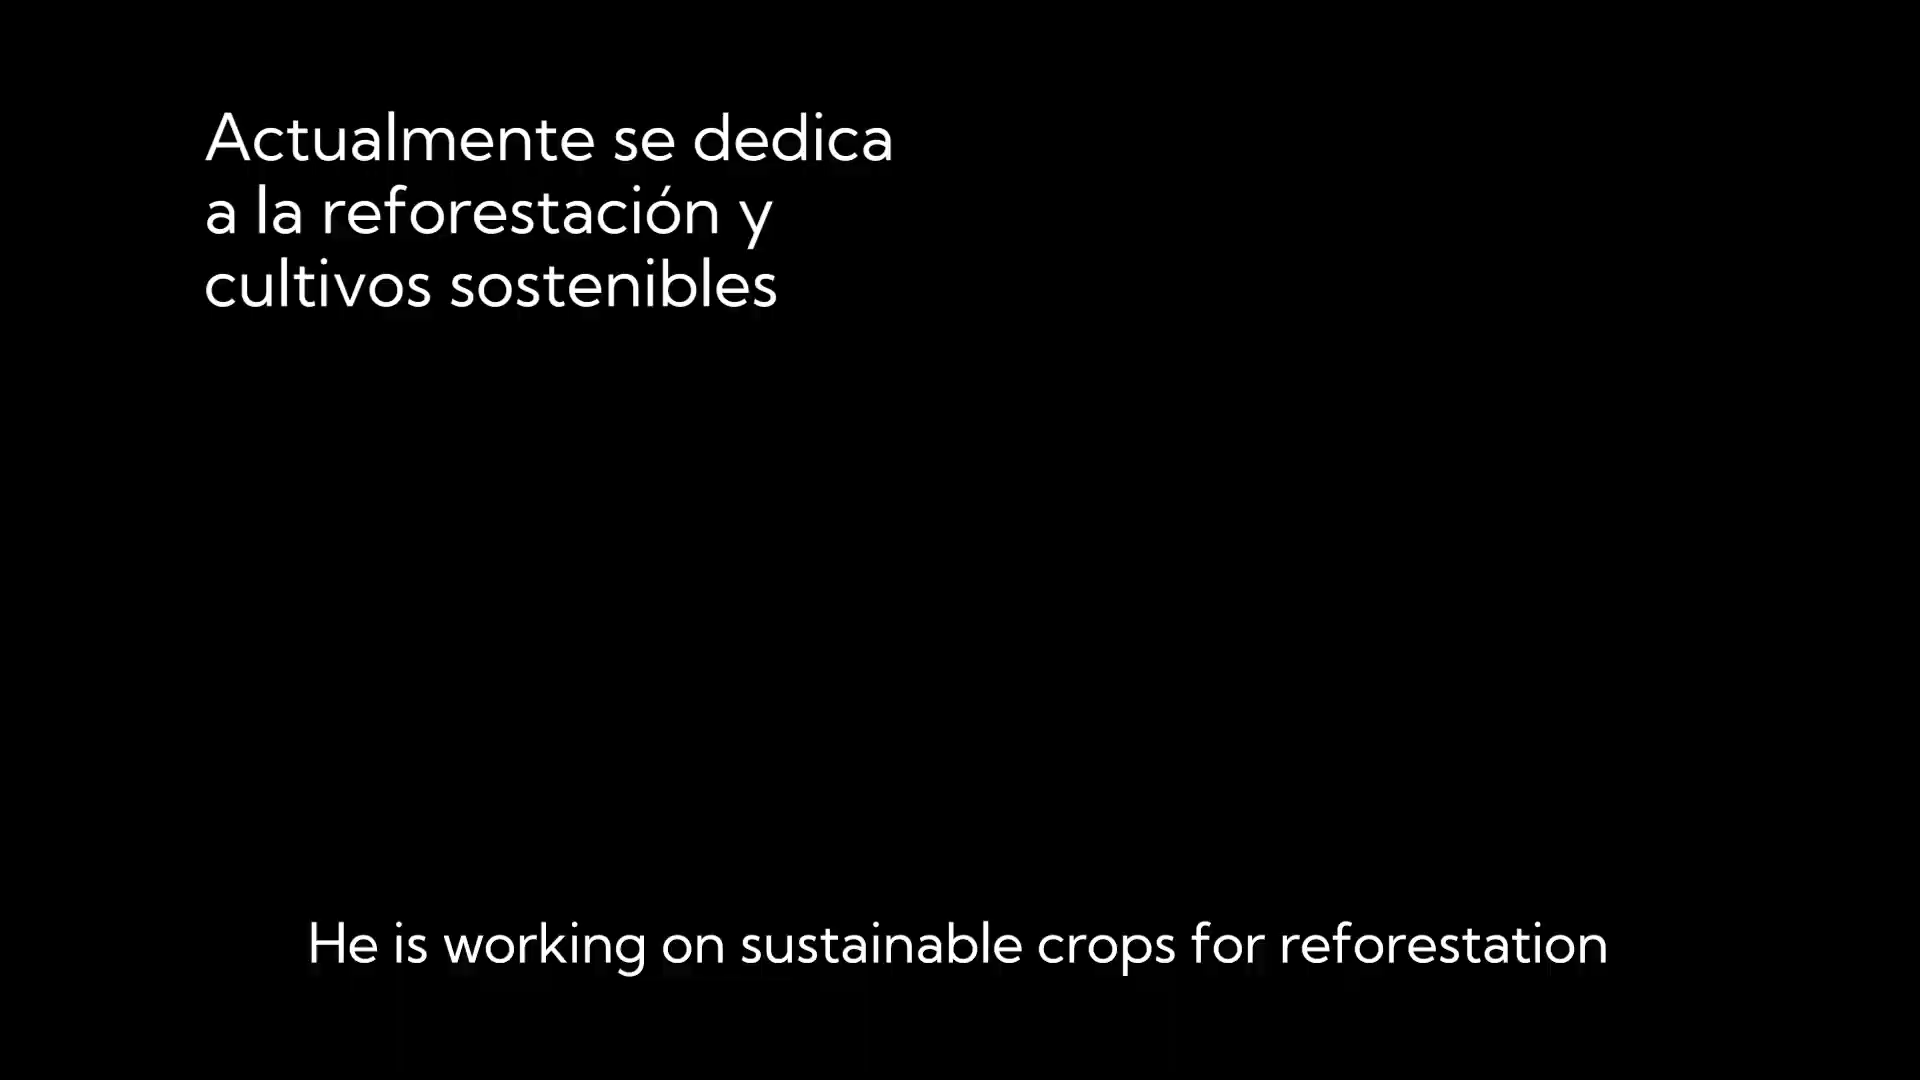 Actualmente se dedica
a la reforestación y
cultivos sostenibles
He is working on sustainable crops for reforestation